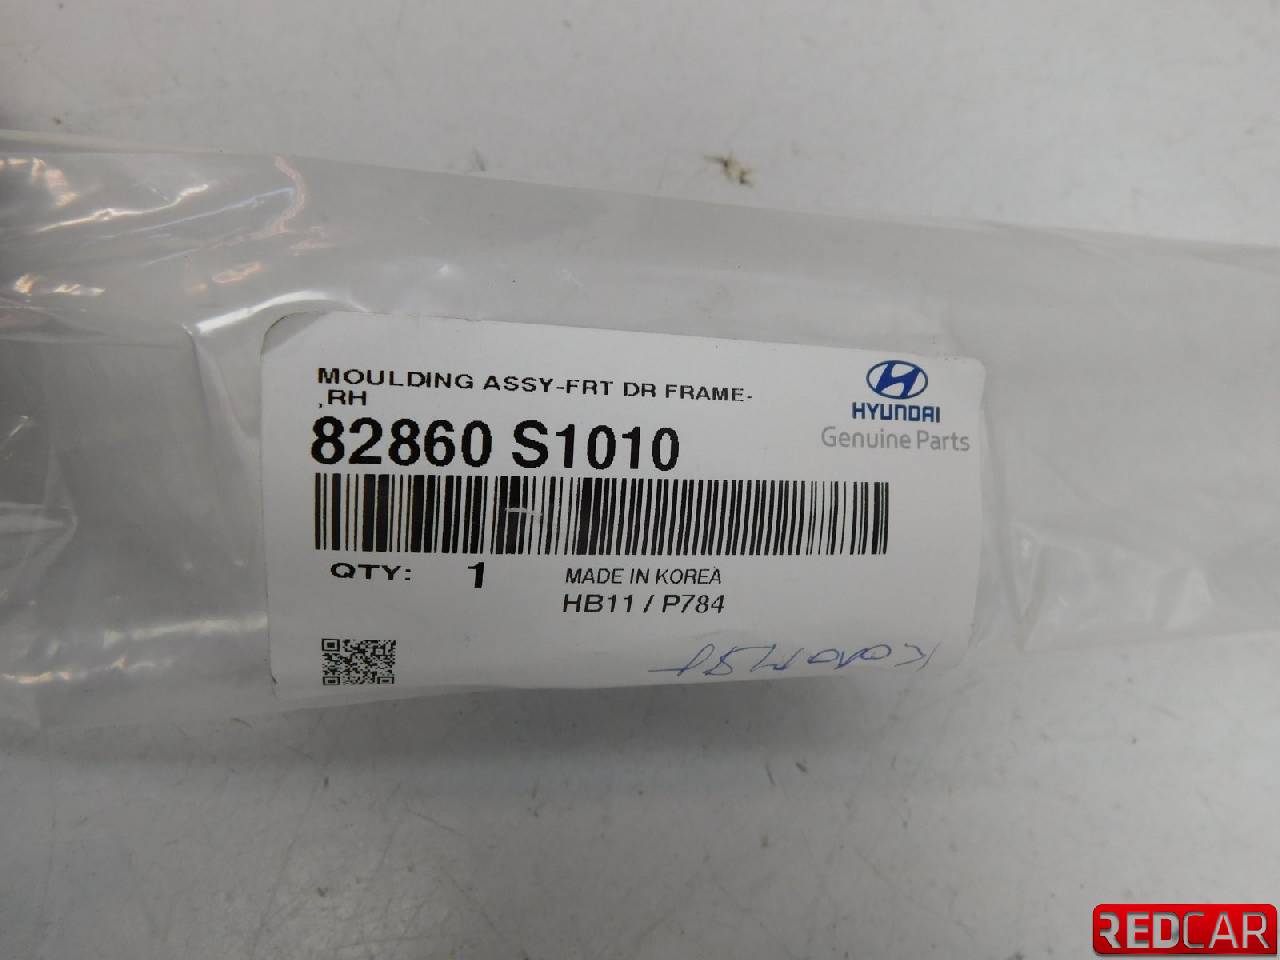 MOULDING ASSY-FRT DR FRAME-
,RH
82860 S1010
HYUNDAI
Genuine Parts
QTY: 1
MADE IN KOREA
HB11 / P784
REDCAR